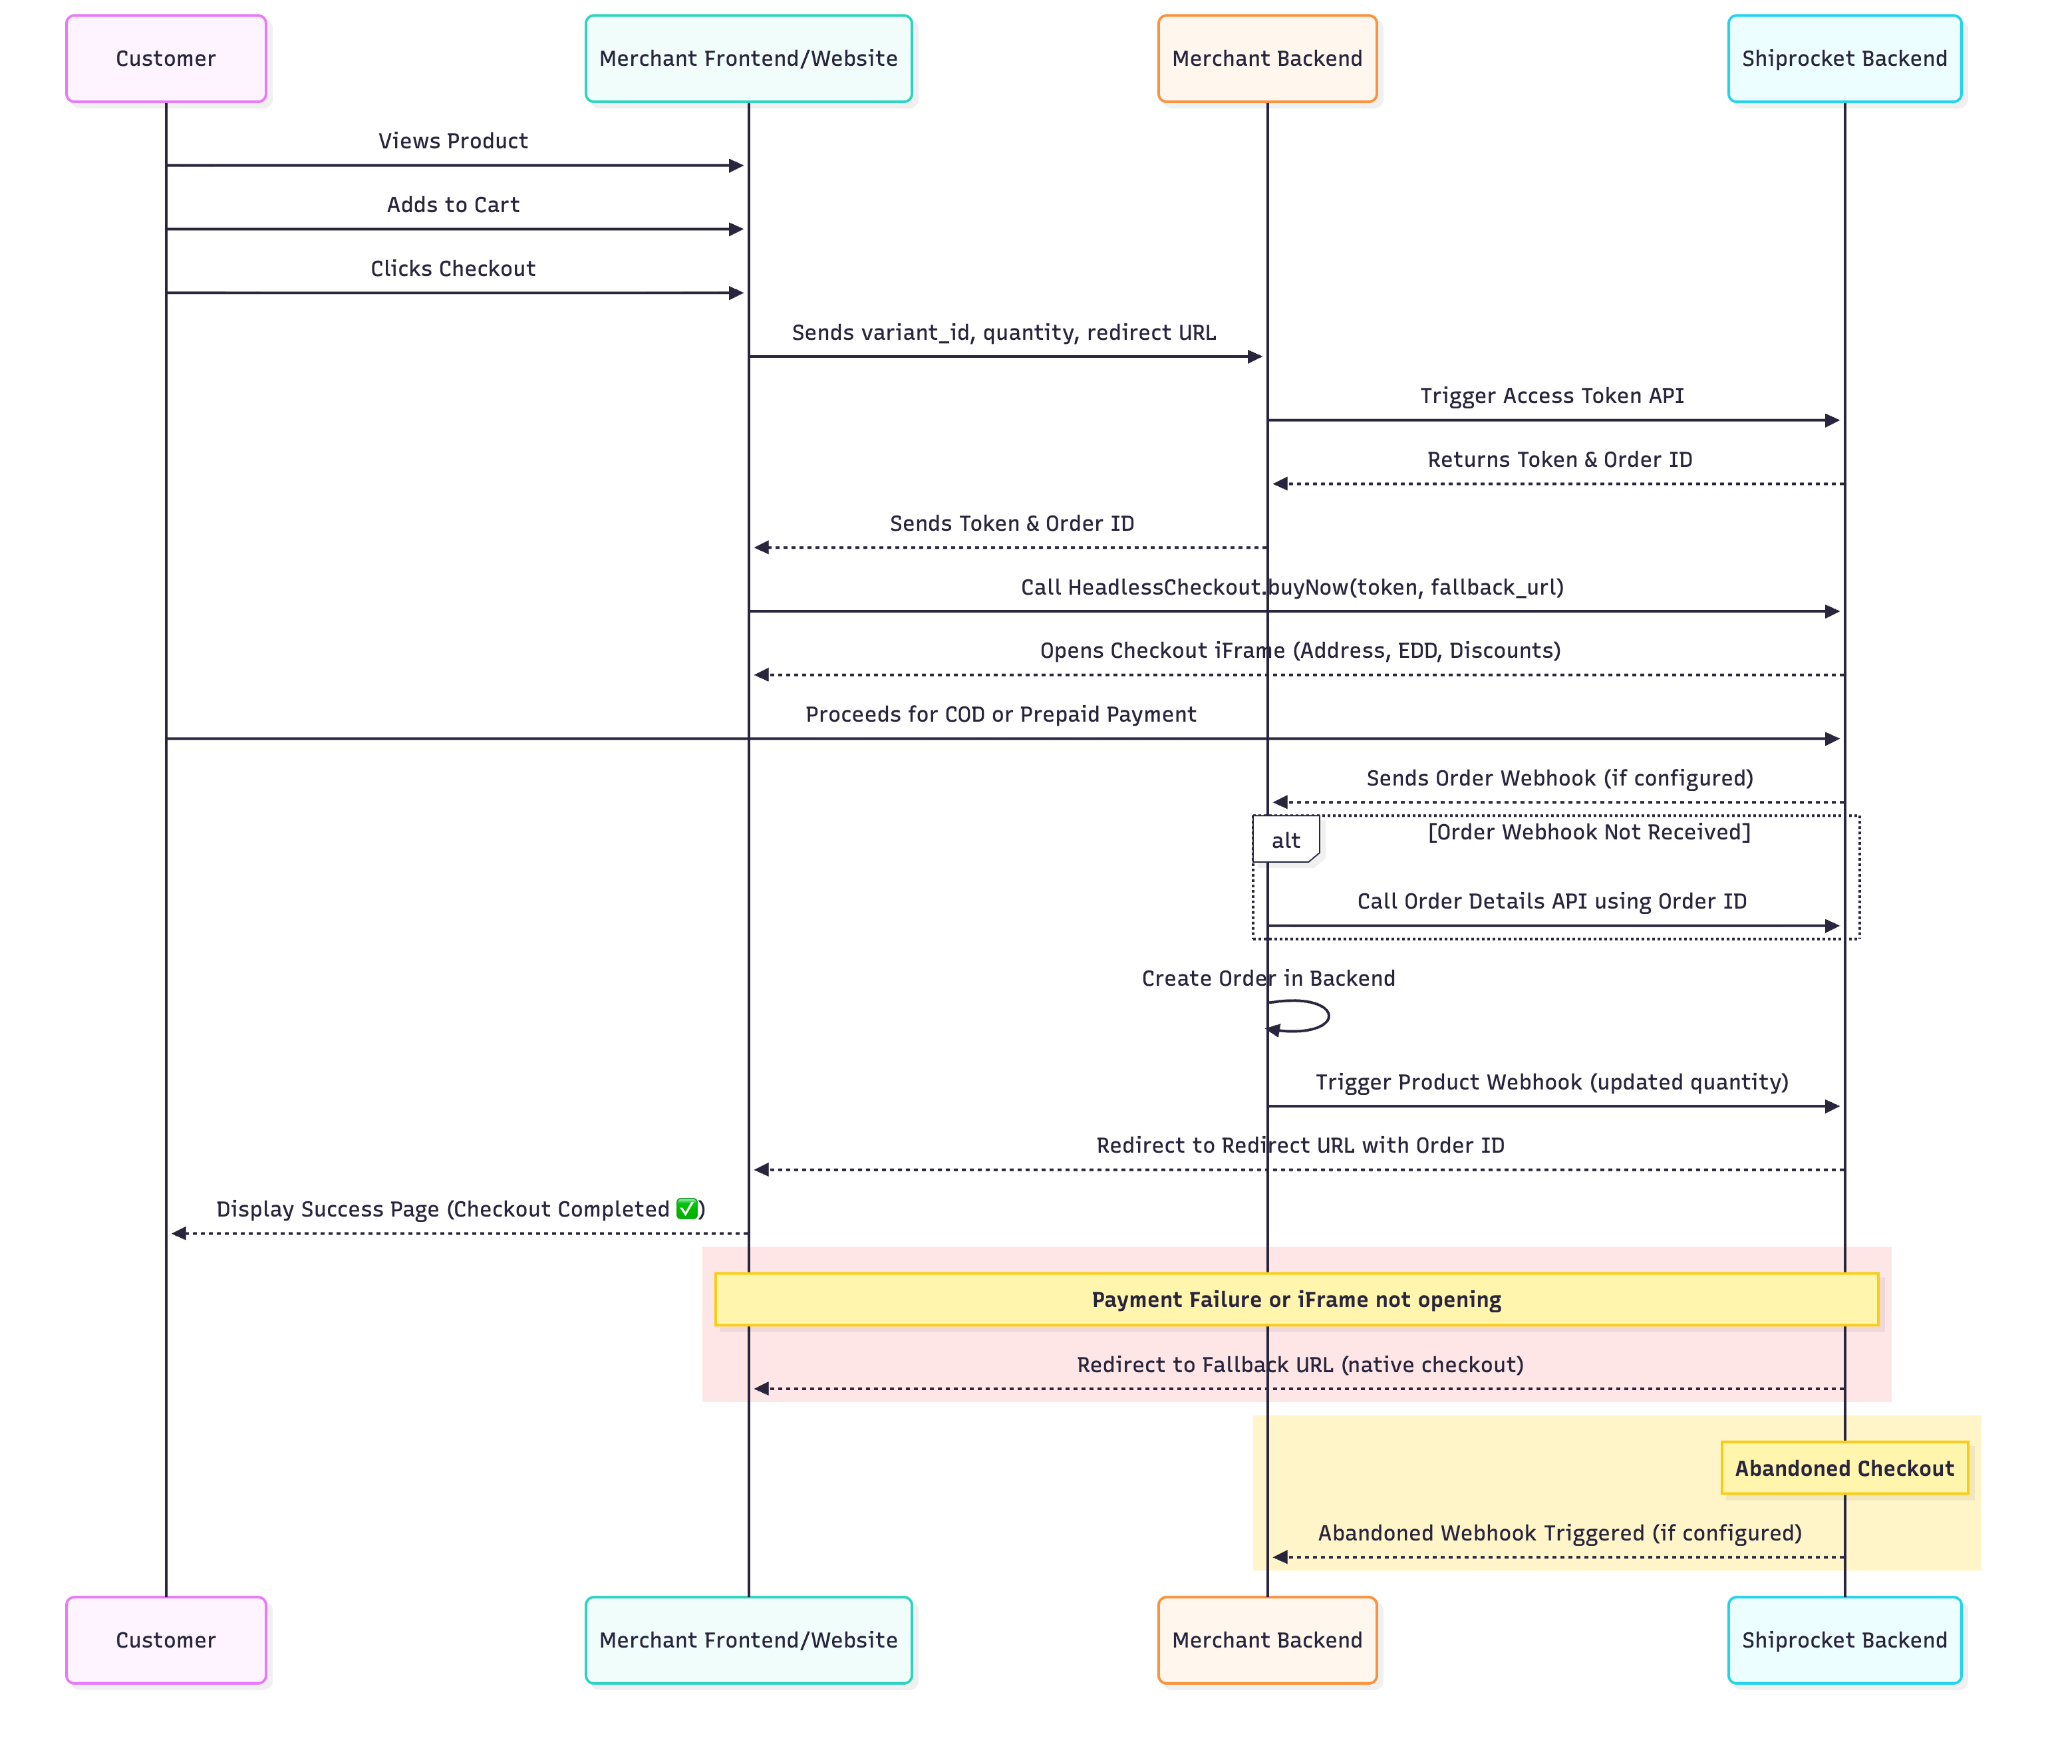 Customer
Merchant Frontend/Website
Merchant Backend
Shiprocket Backend
Views Product
Adds to Cart
Clicks Checkout
Sends variant_id, quantity, redirect URL
Trigger Access Token API
Returns Token & Order ID
Sends Token & Order ID
Call HeadlessCheckout.buyNow(token, fallback_url)
Opens Checkout iFrame (Address, EDD, Discounts)
Proceeds for COD or Prepaid Payment
Sends Order Webhook (if configured)
alt
[Order Webhook Not Received]
Call Order Details API using Order ID
Create Order in Backend
Trigger Product Webhook (updated quantity)
Redirect to Redirect URL with Order ID
Display Success Page (Checkout Completed ✅)
Payment Failure or iFrame not opening
Redirect to Fallback URL (native checkout)
Abandoned Checkout
Abandoned Webhook Triggered (if configured)
Customer
Merchant Frontend/Website
Merchant Backend
Shiprocket Backend